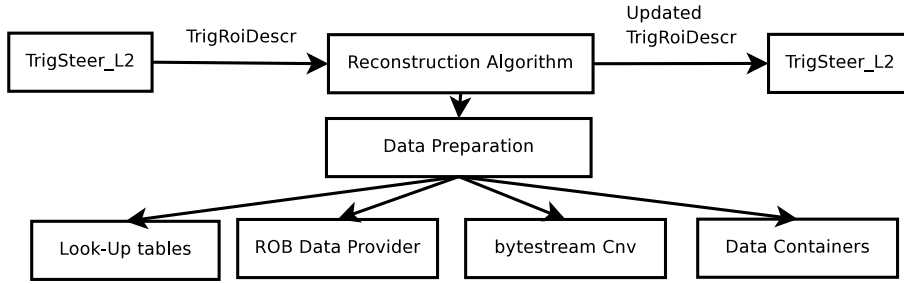 Updated
TrigRoiDescr
TrigRoiDescr
TrigSteer_L2
Reconstruction Algorithm
TrigSteer_L2
Data Preparation
Look-Up tables
ROB Data Provider
bytestream Cnv
Data Containers